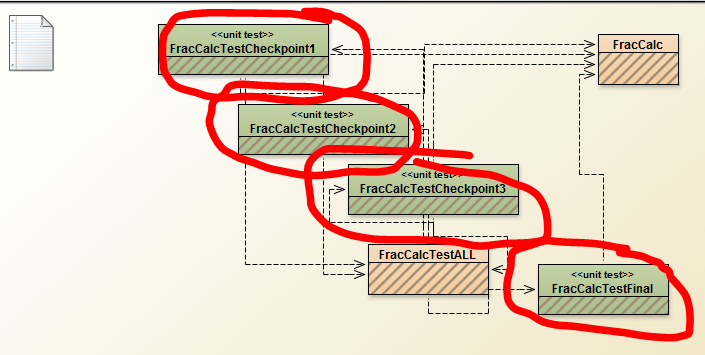 <<unit test>>
FracCalcTestCheckpoint1
FracCalc
<<unit test>>
FracCalcTestCheckpoint2
<<unit test>>
FracCalcTestCheckpoint3
FracCalcTestALL
<<unit test>>
FracCalcTestFinal